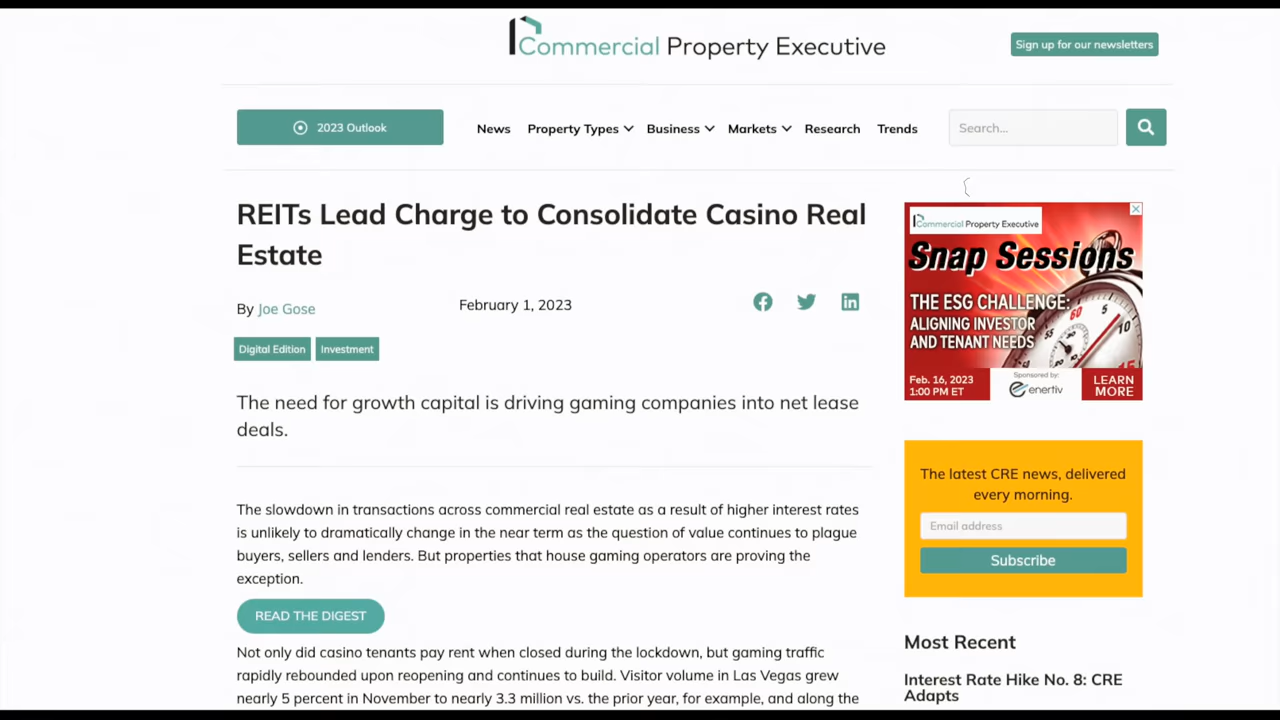 Commercial Property Executive
Sign up for our newsletters
2023 Outlook
News
Property Types
Business
Markets
Research
Trends
Search...
REITs Lead Charge to Consolidate Casino Real
Estate
By Joe Gose
February 1, 2023
Digital Edition
Investment
The need for growth capital is driving gaming companies into net lease
deals.
The slowdown in transactions across commercial real estate as a result of higher interest rates
is unlikely to dramatically change in the near term as the question of value continues to plague
buyers, sellers and lenders. But properties that house gaming operators are proving the
exception.
READ THE DIGEST
Not only did casino tenants pay rent when closed during the lockdown, but gaming traffic
rapidly rebounded upon reopening and continues to build. Visitor volume in Las Vegas grew
nearly 5 percent in November to nearly 3.3 million vs. the prior year, for example, and along the
Commercial Property Executive
Snap Sessions
THE ESG CHALLENGE:
ALIGNING INVESTOR
AND TENANT NEEDS
55
60
5
10
15
Feb. 16, 2023
1:00 PM ET
Sponsored by:
enertiv
LEARN
MORE
The latest CRE news, delivered
every morning.
Email address
Subscribe
Most Recent
Interest Rate Hike No. 8: CRE
Adapts